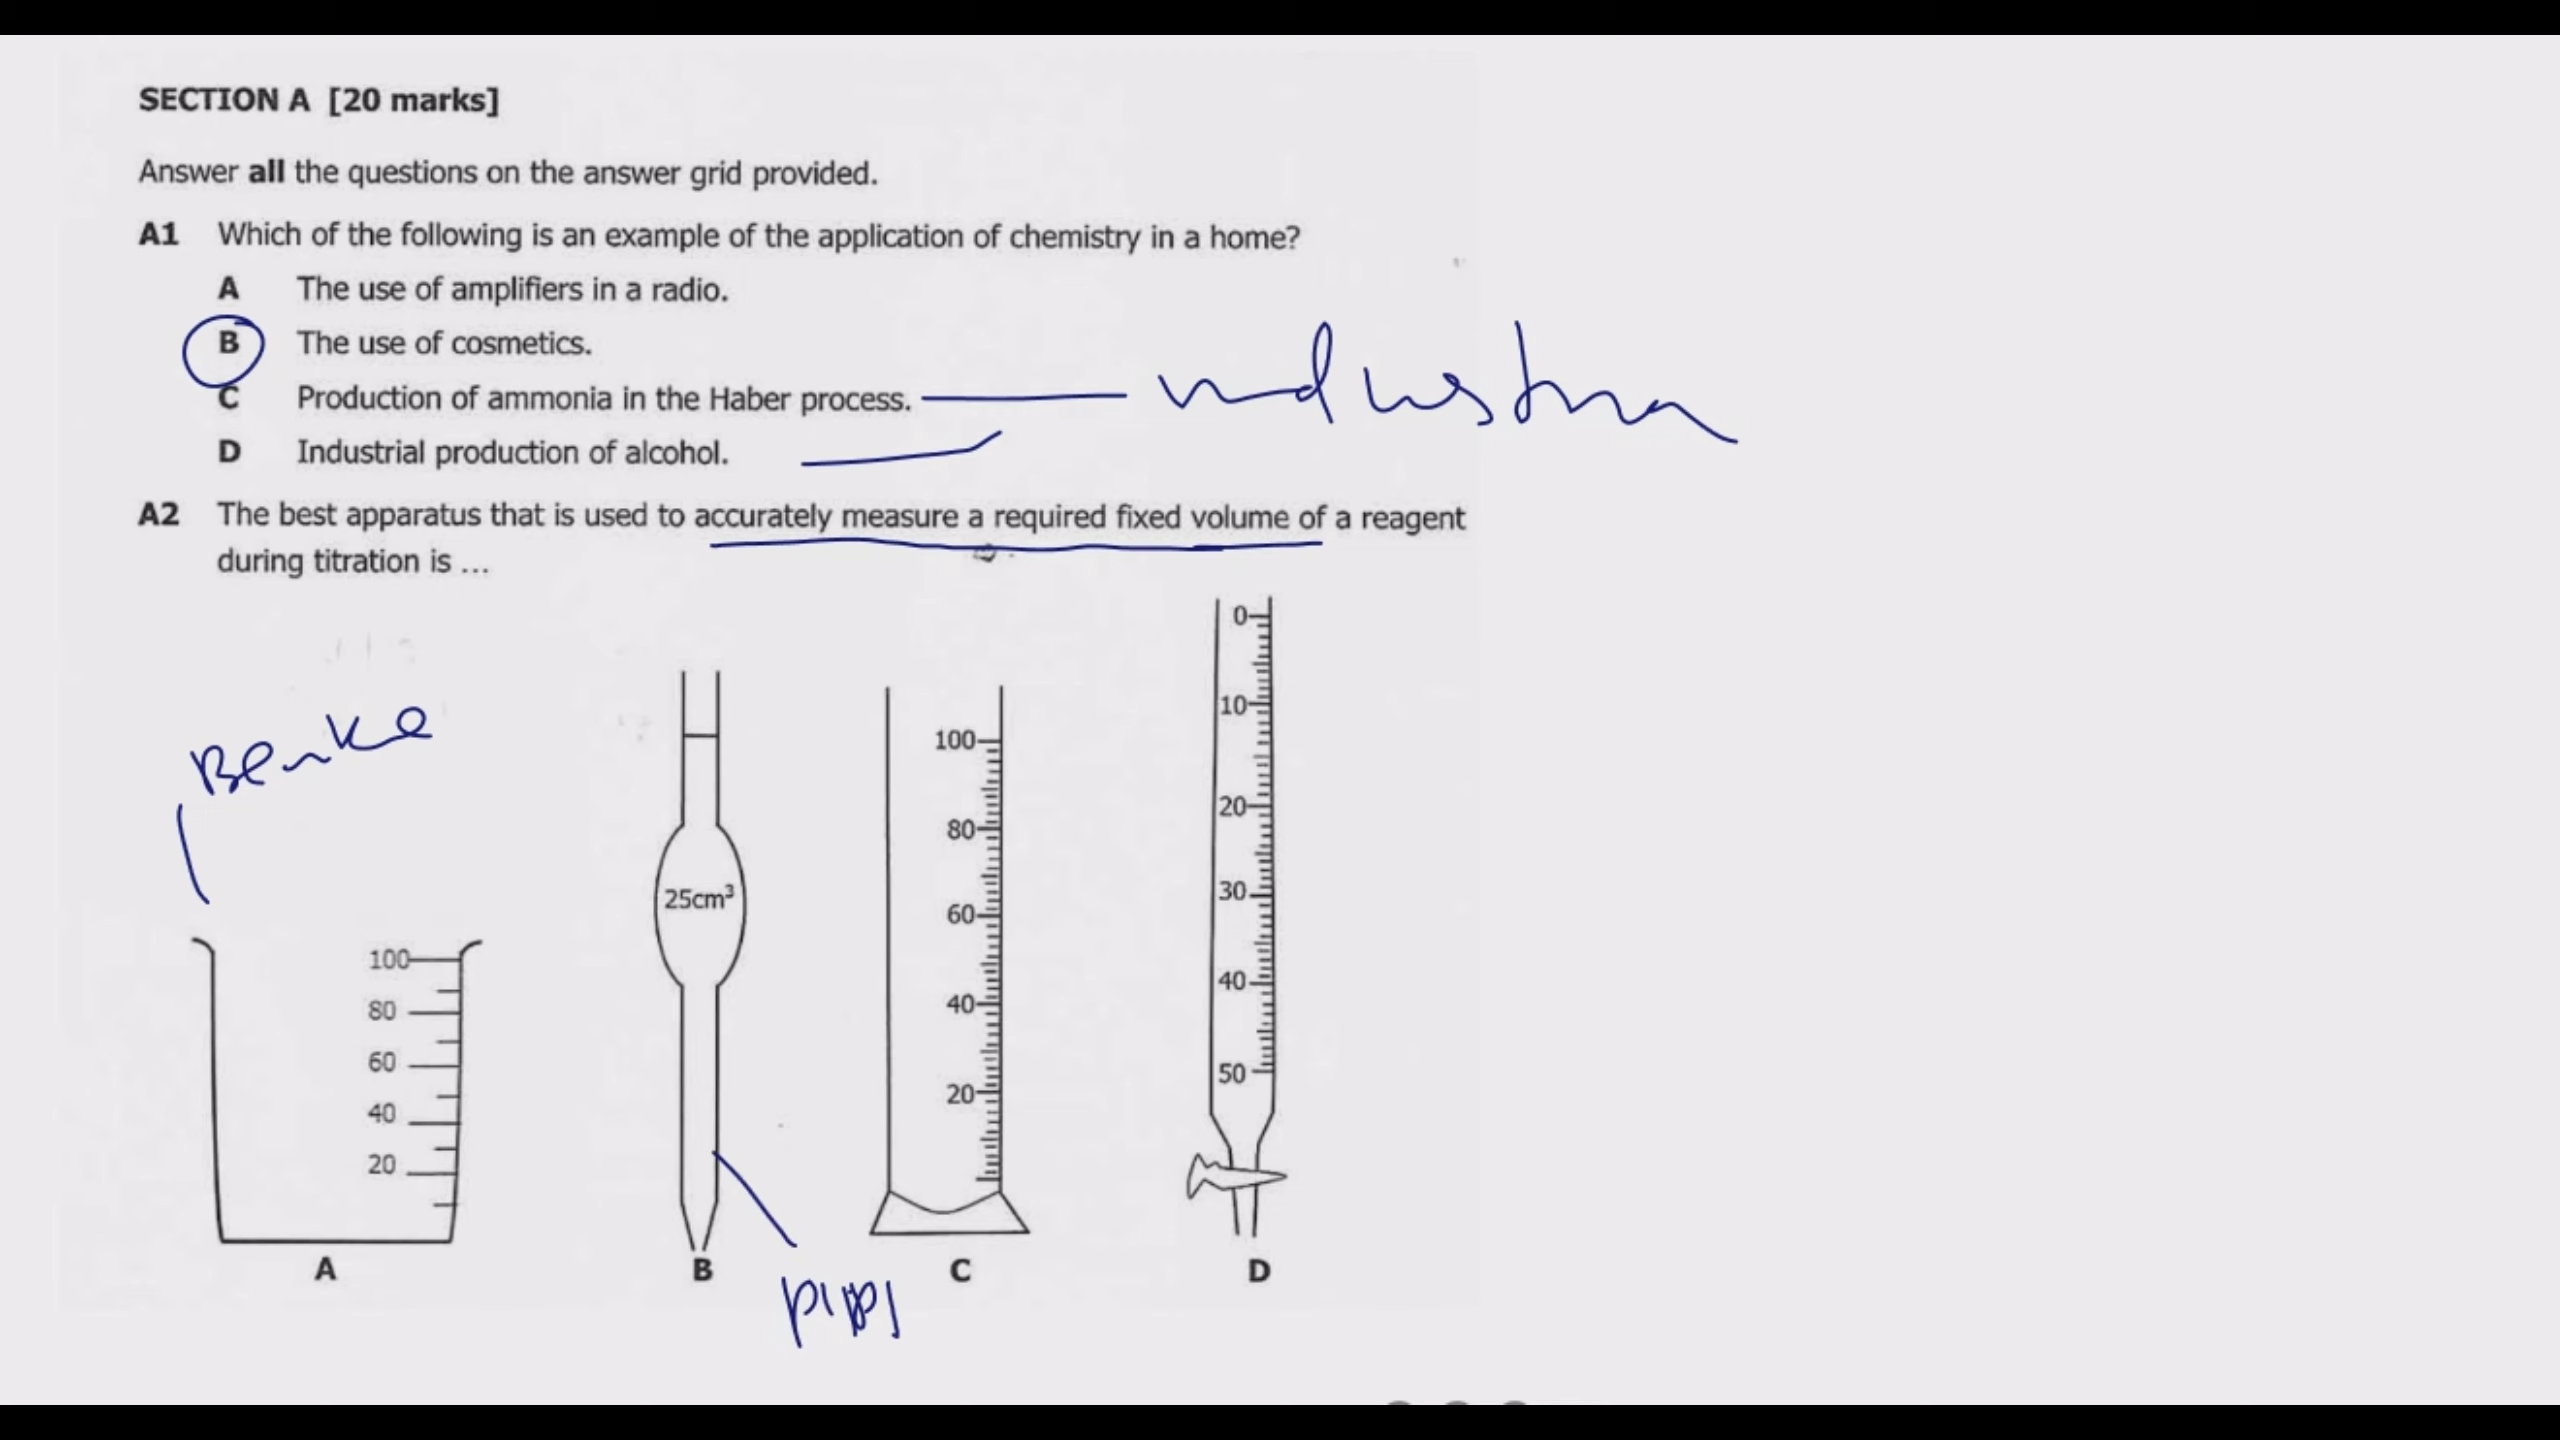 SECTION A [20 marks]
Answer all the questions on the answer grid provided.
A1 Which of the following is an example of the application of chemistry in a home?
A The use of amplifiers in a radio.
B The use of cosmetics.
C Production of ammonia in the Haber process.
D Industrial production of alcohol.
A2 The best apparatus that is used to accurately measure a required fixed volume of a reagent
during titration is ...
100
80
60
40
20
A
25cm³
B
100
80
60
40
20
C
0
10
20
30
40
50
D